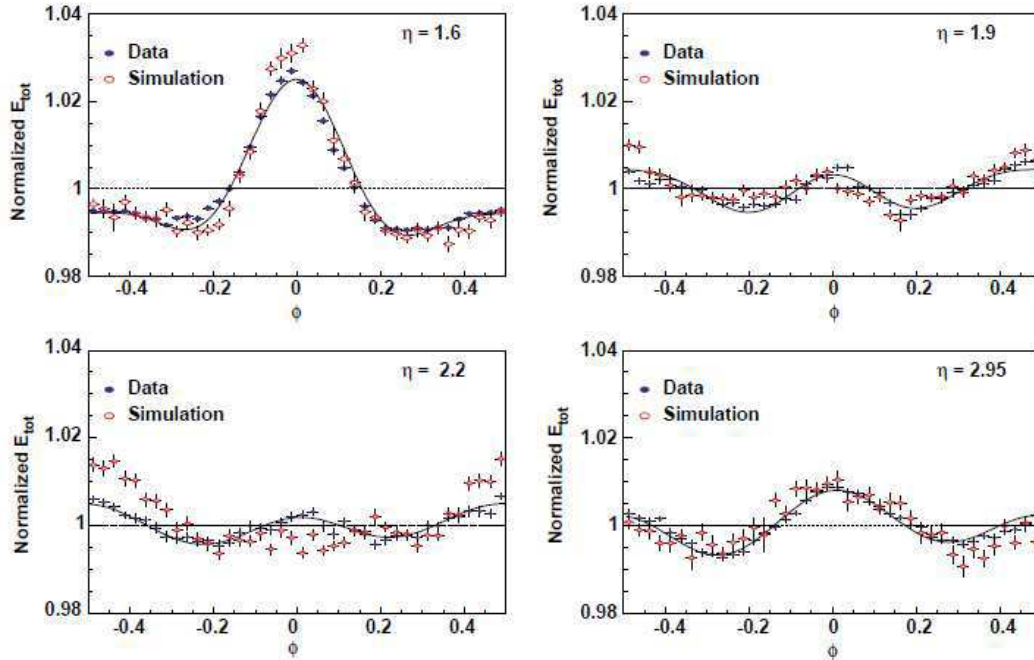 1.04
η = 1.6
Data
Simulation
Normalized E_tot
1.02
1
0.98
-0.4 -0.2 0 0.2 0.4
ϕ
1.04
η = 1.9
Data
Simulation
Normalized E_tot
1.02
1
0.98
-0.4 -0.2 0 0.2 0.4
ϕ
1.04
η = 2.2
Data
Simulation
Normalized E_tot
1.02
1
0.98
-0.4 -0.2 0 0.2 0.4
ϕ
1.04
η = 2.95
Data
Simulation
Normalized E_tot
1.02
1
0.98
-0.4 -0.2 0 0.2 0.4
ϕ